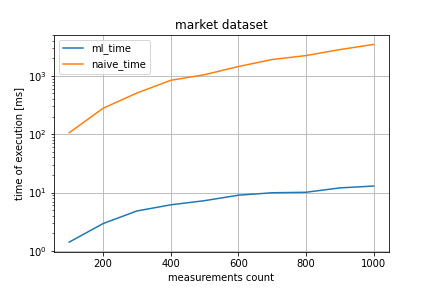 market dataset
ml_time
naive_time
time of execution [ms]
10³
10²
10¹
10⁰
200 400 600 800 1000
measurements count